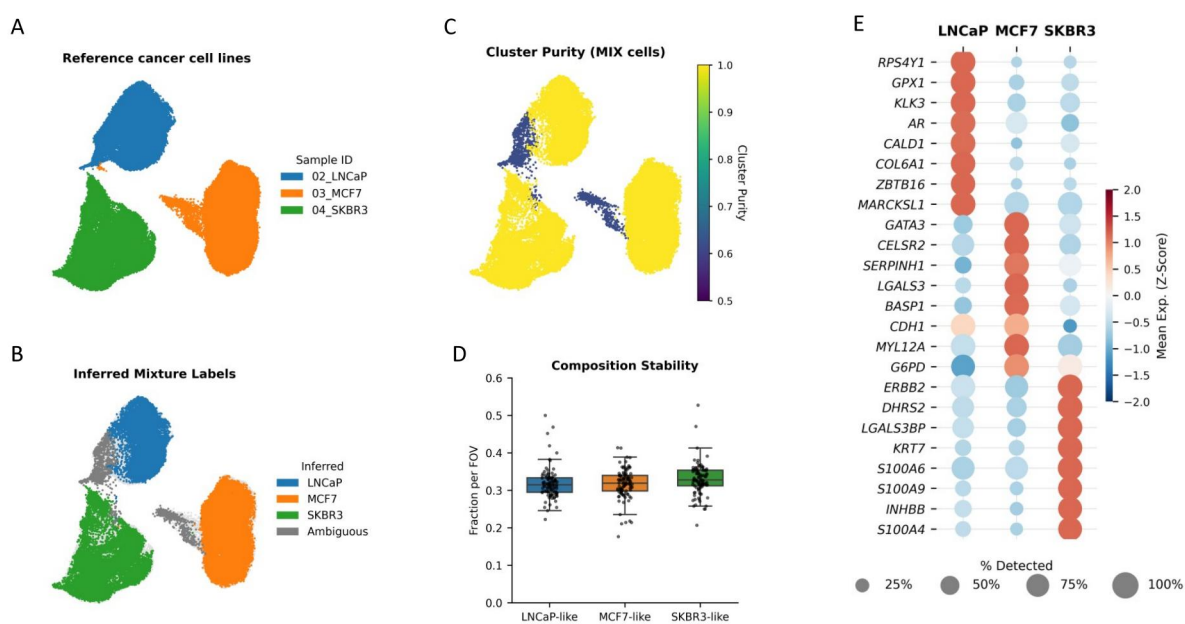 A
Reference cancer cell lines
Sample ID
02_LNCaP
03_MCF7
04_SKBR3
B
Inferred Mixture Labels
Inferred
LNCaP
MCF7
SKBR3
Ambiguous
C
Cluster Purity (MIX cells)
1.0
0.9
0.8
0.7
0.6
0.5
Cluster Purity
D
Composition Stability
0.6
0.5
0.4
0.3
0.2
0.1
0.0
Fraction per FOV
LNCaP-like MCF7-like SKBR3-like
E
LNCaP MCF7 SKBR3
RPS4Y1
GPX1
KLK3
AR
CALD1
COL6A1
ZBTB16
MARCKSL1
GATA3
CELSR2
SERPINH1
LGALS3
BASP1
CDH1
MYL12A
G6PD
ERBB2
DHRS2
LGALS3BP
KRT7
S100A6
S100A9
INHBB
S100A4
2.0
1.5
1.0
0.5
0.0
−0.5
−1.0
−1.5
−2.0
Mean Exp. (Z-Score)
% Detected
25% 50% 75% 100%